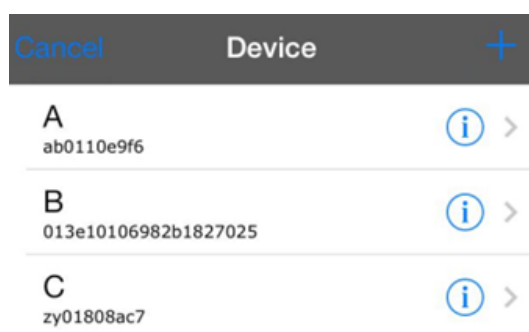 Cancel Device +
A
ab0110e9f6
B
013e10106982b1827025
C
zy01808ac7